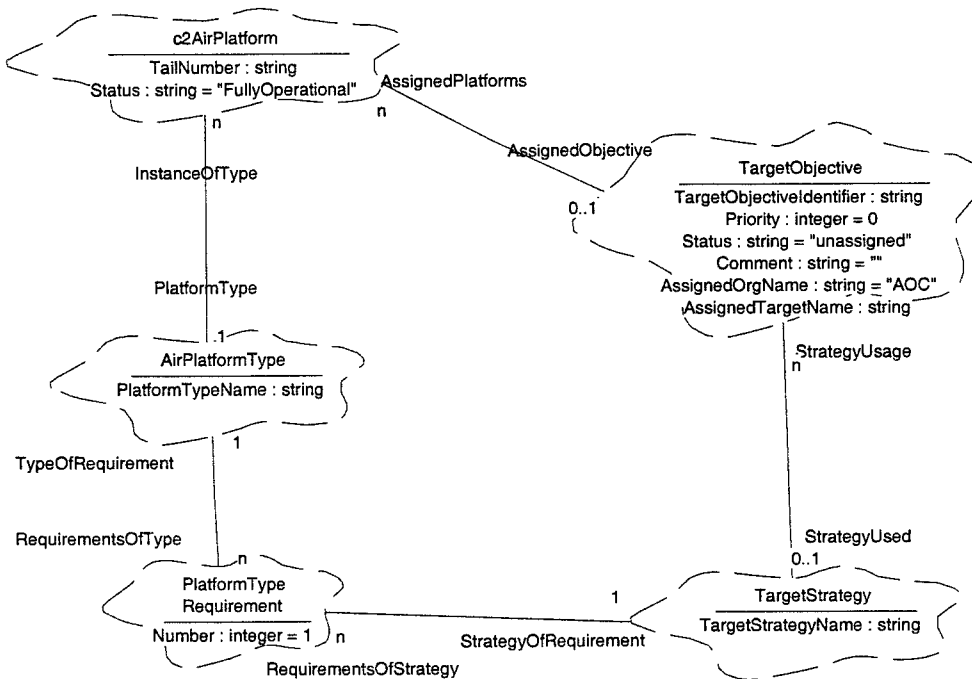 c2AirPlatform
TailNumber : string
Status : string = "FullyOperational"
n
n
AssignedPlatforms
AssignedObjective
0..1
TargetObjective
TargetObjectiveIdentifier : string
Priority : integer = 0
Status : string = "unassigned"
Comment : string = ""
AssignedOrgName : string = "AOC"
AssignedTargetName : string
InstanceOfType
PlatformType
1
AirPlatformType
PlatformTypeName : string
1
StrategyUsage
n
TypeOfRequirement
RequirementsOfType
n
StrategyUsed
0..1
PlatformType
Requirement
Number : integer = 1
n
1
TargetStrategy
TargetStrategyName : string
StrategyOfRequirement
RequirementsOfStrategy